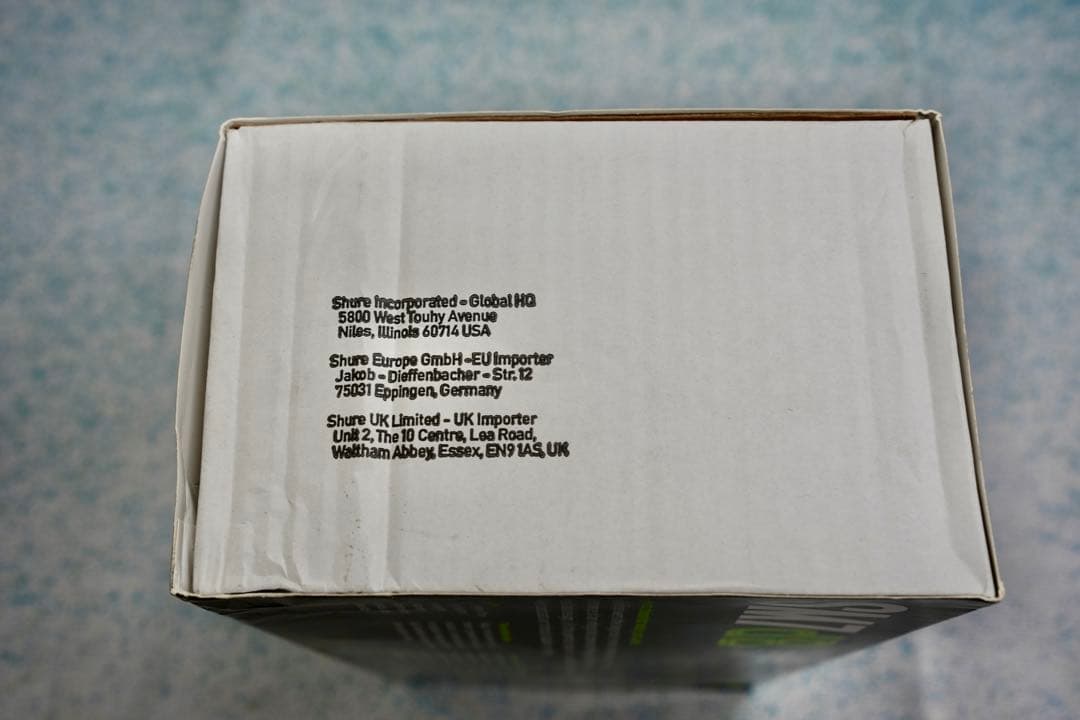 Shure Incorporated - Global HQ
5800 West Touhy Avenue
Niles, Illinois 60714 USA
Shure Europe GmbH -EU Importer
Jakob - Dieffenbacher - Str. 12
75031 Eppingen, Germany
Shure UK Limited - UK Importer
Unit 2, The 10 Centre, Lea Road,
Waltham Abbey, Essex, EN9 1AS, UK